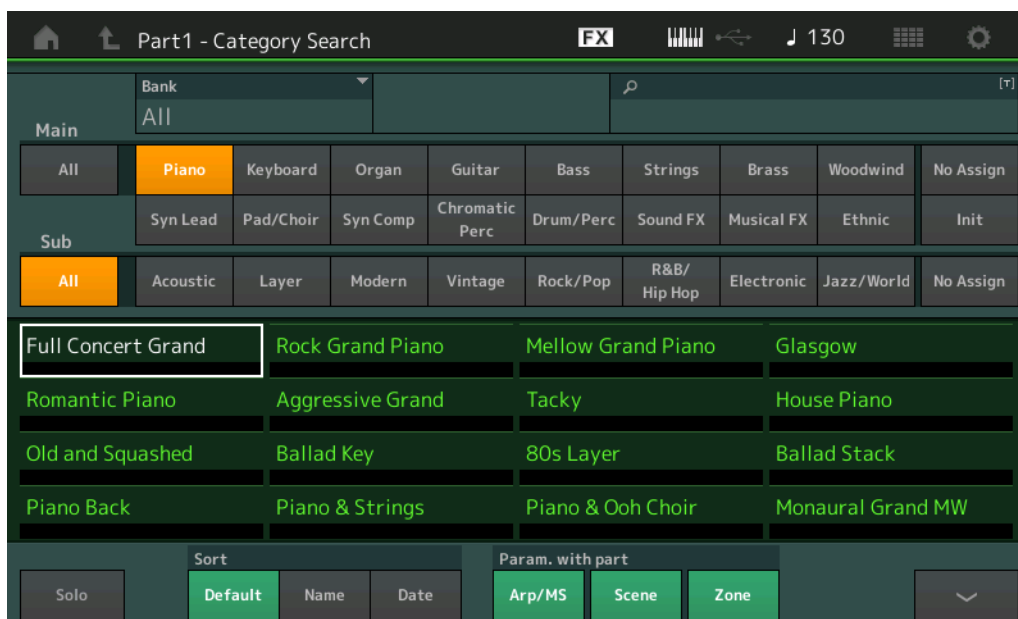 Part1 - Category Search FX 130
Bank
[T]
All
Main
All Piano Keyboard Organ Guitar Bass Strings Brass Woodwind No Assign
Syn Lead Pad/Choir Syn Comp Chromatic Perc Drum/Perc Sound FX Musical FX Ethnic Init
Sub
All Acoustic Layer Modern Vintage Rock/Pop R&B/ Hip Hop Electronic Jazz/World No Assign
Full Concert Grand Rock Grand Piano Mellow Grand Piano Glasgow
Romantic Piano Aggressive Grand Tacky House Piano
Old and Squashed Ballad Key 80s Layer Ballad Stack
Piano Back Piano & Strings Piano & Ooh Choir Monaural Grand MW
Sort Param. with part
Solo Default Name Date Arp/MS Scene Zone